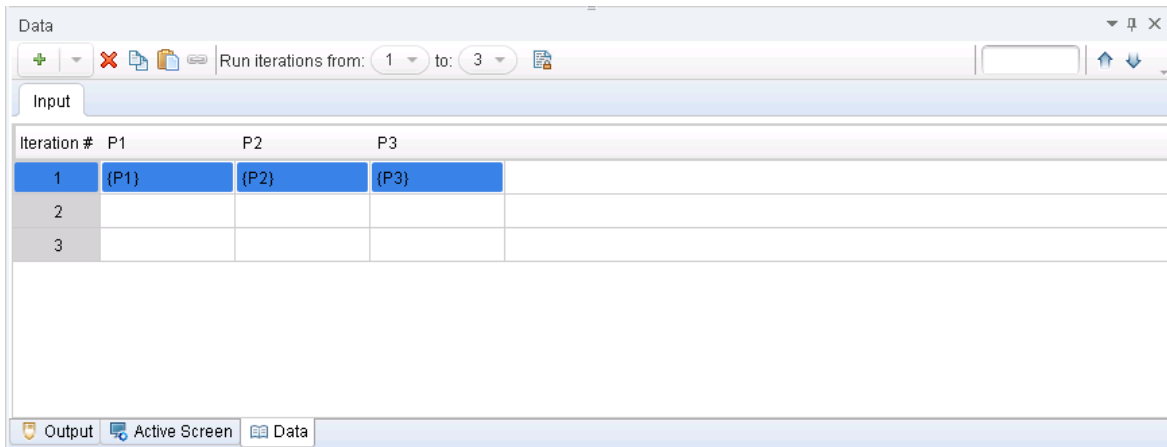 Data
Run iterations from: 1 to: 3
Input
Iteration # P1 P2 P3
1 {P1} {P2} {P3}
2
3
Output Active Screen Data